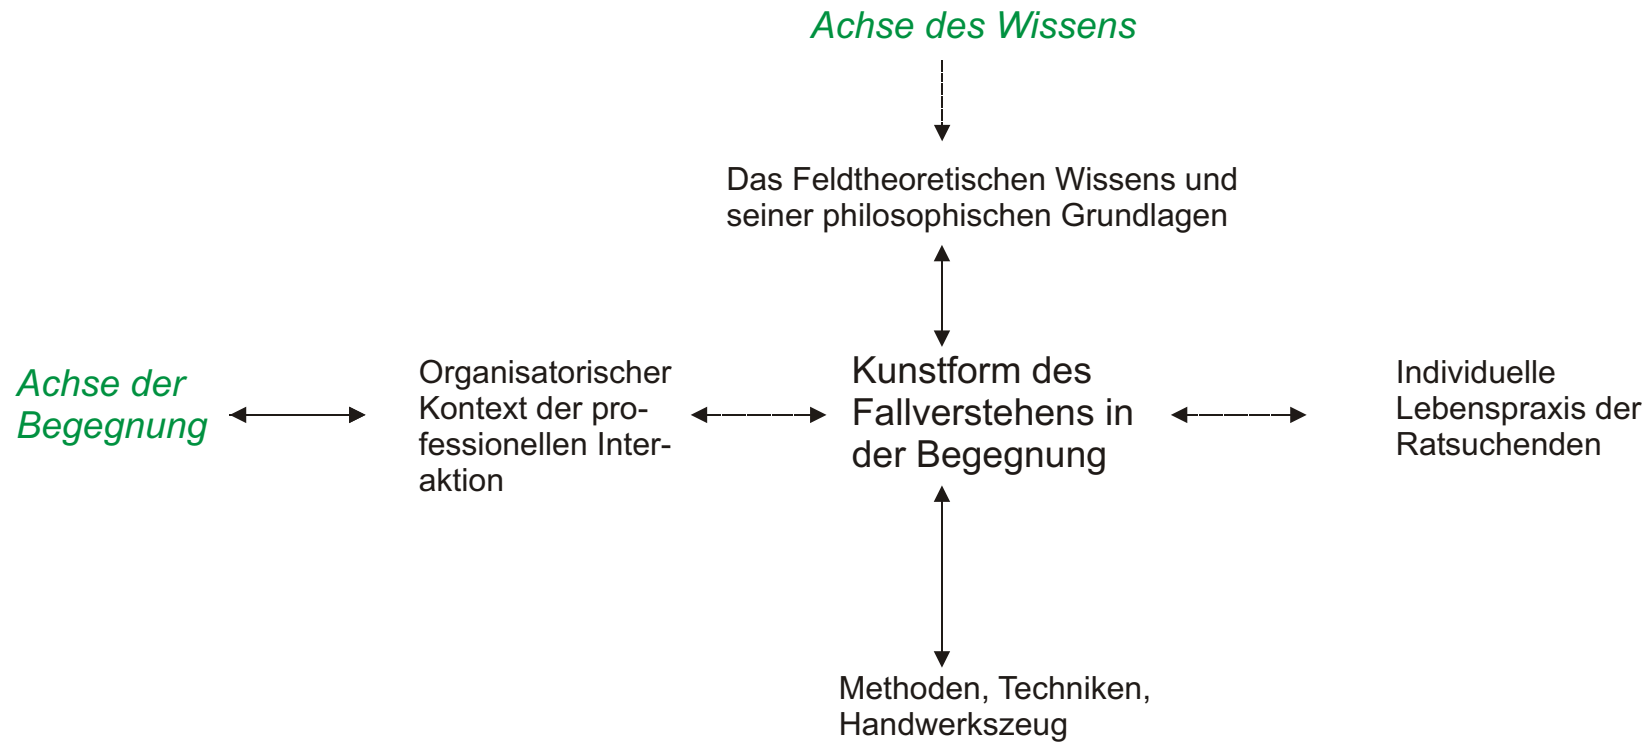 Achse des Wissens
Das Feldtheoretischen Wissens und
seiner philosophischen Grundlagen
Achse der
Begegnung
Organisatorischer
Kontext der pro-
fessionellen Inter-
aktion
Kunstform des
Fallverstehens in
der Begegnung
Individuelle
Lebenspraxis der
Ratsuchenden
Methoden, Techniken,
Handwerkszeug